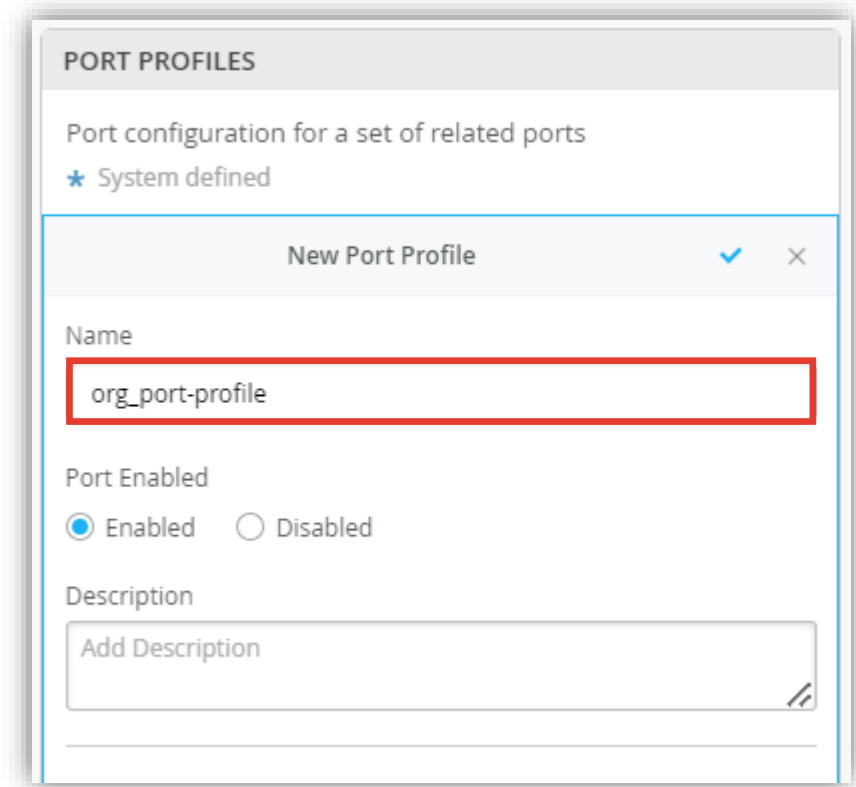 PORT PROFILES
Port configuration for a set of related ports
* System defined
New Port Profile
Name
org_port-profile
Port Enabled
Enabled Disabled
Description
Add Description